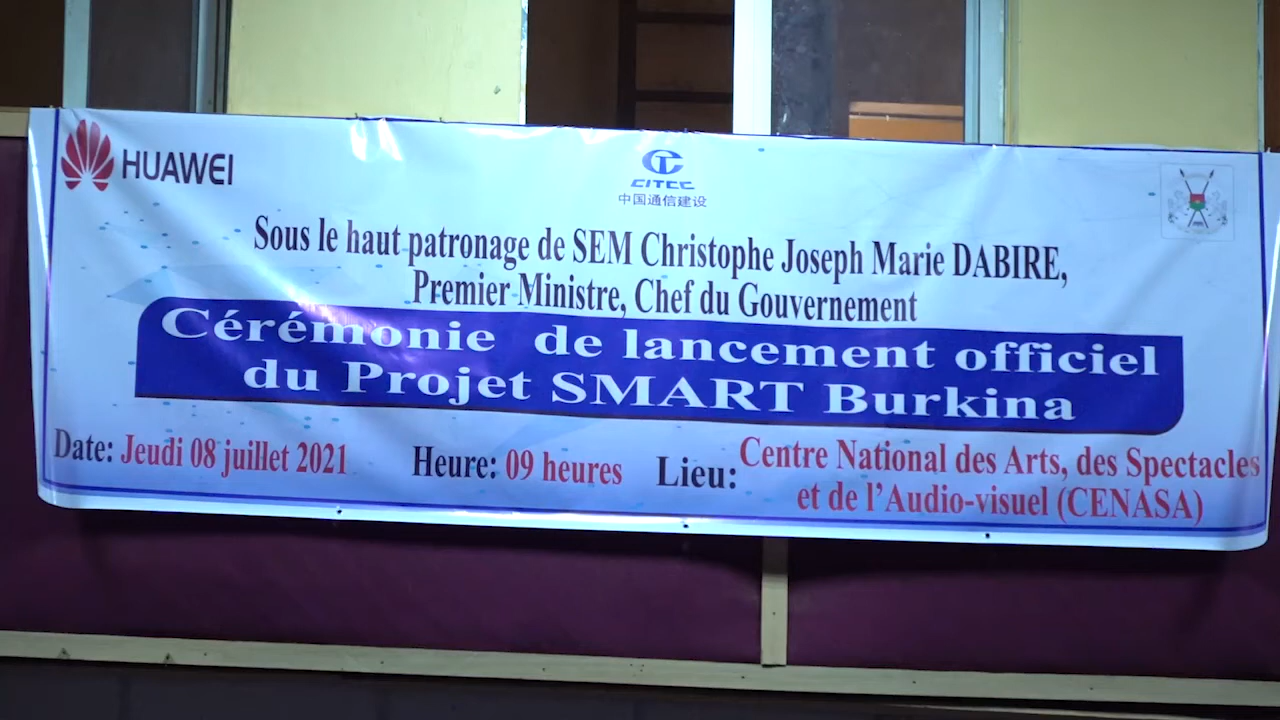 HUAWEI
CITCC
中国通信建设
Sous le haut patronage de SEM Christophe Joseph Marie DABIRE,
Premier Ministre, Chef du Gouvernement
Cérémonie de lancement officiel
du Projet SMART Burkina
Date: Jeudi 08 juillet 2021 Heure: 09 heures Lieu: Centre National des Arts, des Spectacles
et de l'Audio-visuel (CENASA)